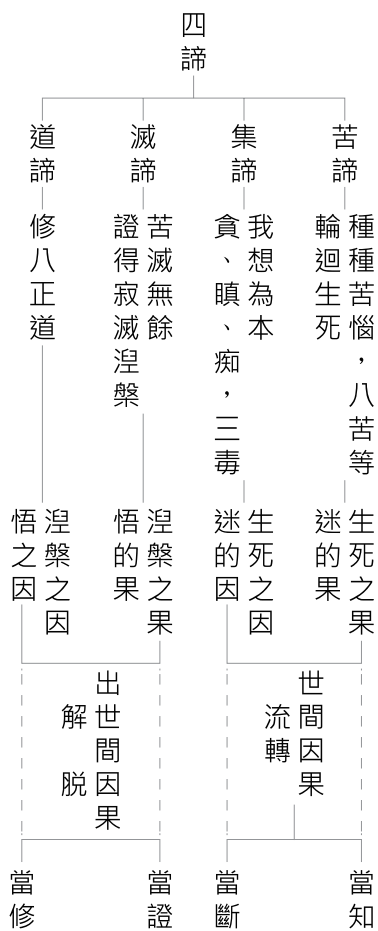 四諦
苦諦
集諦
滅諦
道諦
種種苦惱，八苦等
輪迴生死
我想為本
貪、瞋、痴，三毒
苦滅無餘
證得寂滅涅槃
修八正道
生死之果
迷的果
生死之因
迷的因
涅槃之果
悟的果
涅槃之因
悟之因
世間因果
流轉
出世間因果
解脱
當知
當斷
當證
當修